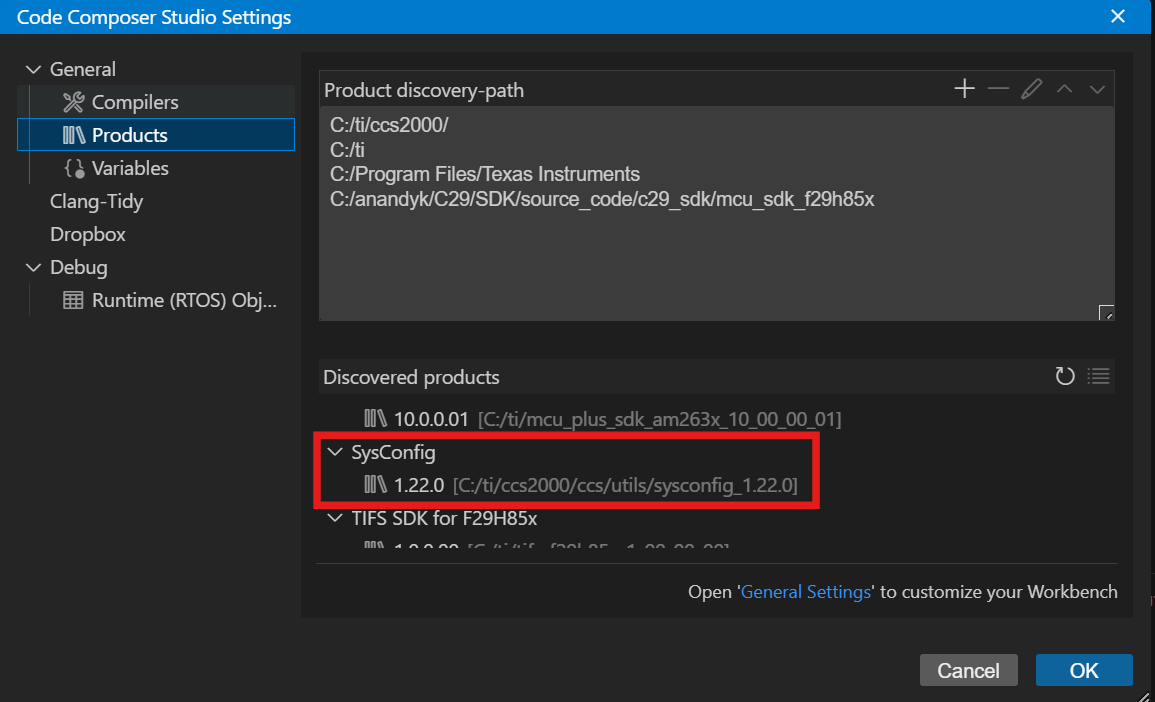 Code Composer Studio Settings
General
Compilers
Products
Variables
Clang-Tidy
Dropbox
Debug
Runtime (RTOS) Obj...
Product discovery-path
C:/ti/ccs2000/
C:/ti
C:/Program Files/Texas Instruments
C:/anandyk/C29/SDK/source_code/c29_sdk/mcu_sdk_f29h85x
Discovered products
10.0.0.01 [C:/ti/mcu_plus_sdk_am263x_10_00_00_01]
SysConfig
1.22.0 [C:/ti/ccs2000/ccs/utils/sysconfig_1.22.0]
TIFS SDK for F29H85x
Open 'General Settings' to customize your Workbench
Cancel
OK